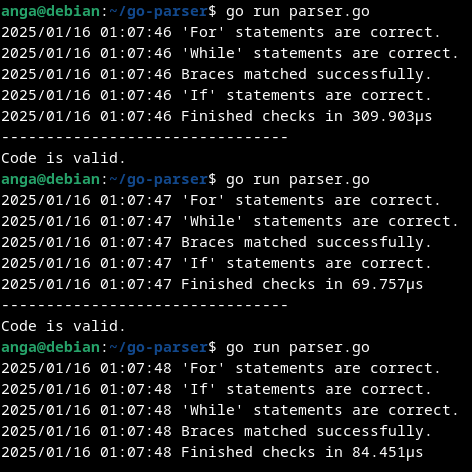 anga@debian:~/go-parser$ go run parser.go
2025/01/16 01:07:46 'For' statements are correct.
2025/01/16 01:07:46 'While' statements are correct.
2025/01/16 01:07:46 Braces matched successfully.
2025/01/16 01:07:46 'If' statements are correct.
2025/01/16 01:07:46 Finished checks in 309.903µs
--------------------------------
Code is valid.
anga@debian:~/go-parser$ go run parser.go
2025/01/16 01:07:47 'For' statements are correct.
2025/01/16 01:07:47 'While' statements are correct.
2025/01/16 01:07:47 Braces matched successfully.
2025/01/16 01:07:47 'If' statements are correct.
2025/01/16 01:07:47 Finished checks in 69.757µs
--------------------------------
Code is valid.
anga@debian:~/go-parser$ go run parser.go
2025/01/16 01:07:48 'For' statements are correct.
2025/01/16 01:07:48 'If' statements are correct.
2025/01/16 01:07:48 'While' statements are correct.
2025/01/16 01:07:48 Braces matched successfully.
2025/01/16 01:07:48 Finished checks in 84.451µs